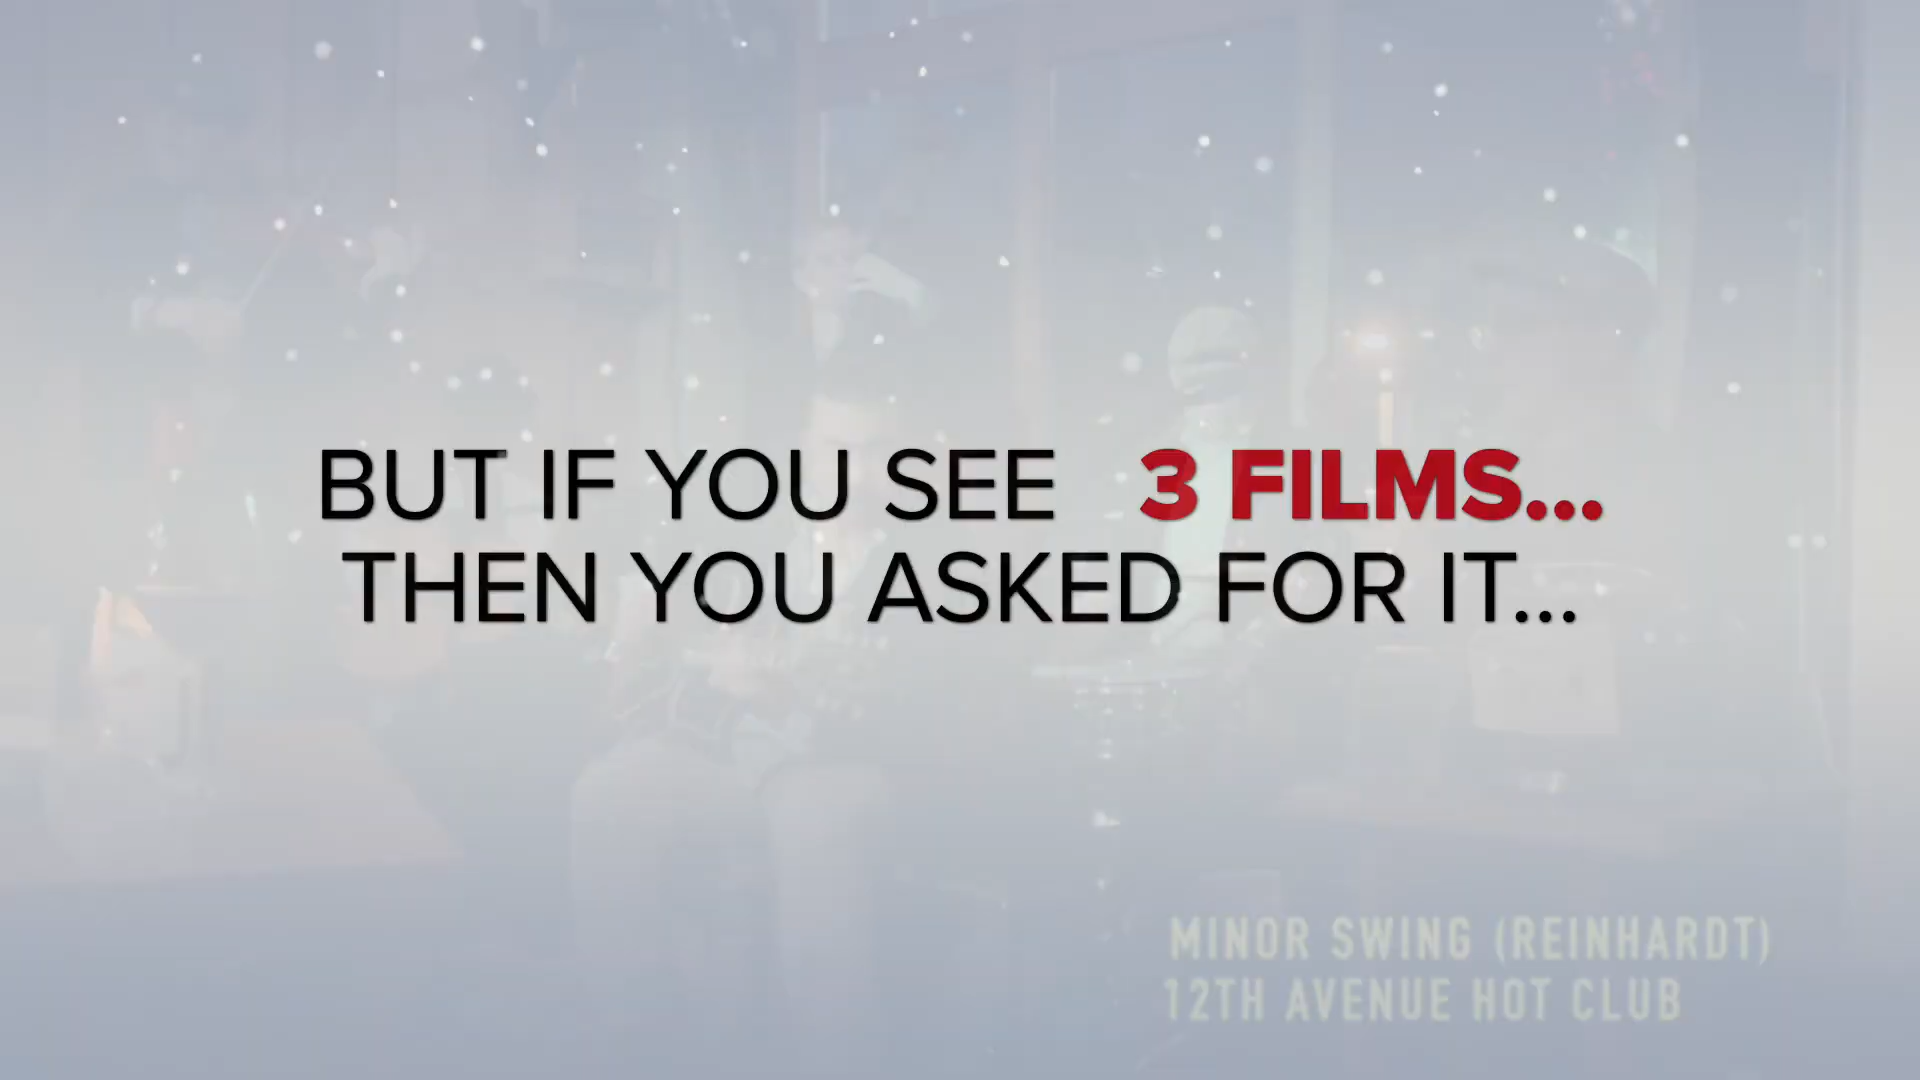 BUT IF YOU SEE 3 FILMS...
THEN YOU ASKED FOR IT...
MINOR SWING (REINHARDT)
12TH AVENUE HOT CLUB